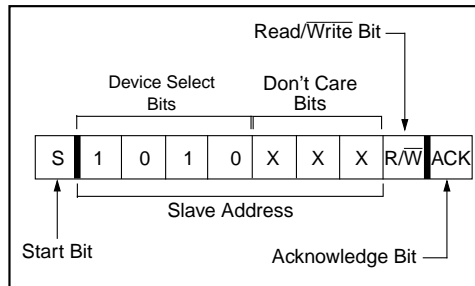 Read/Write Bit
Device Select Bits
Don't Care Bits
S 1 0 1 0 X X X R/W ACK
Slave Address
Start Bit
Acknowledge Bit